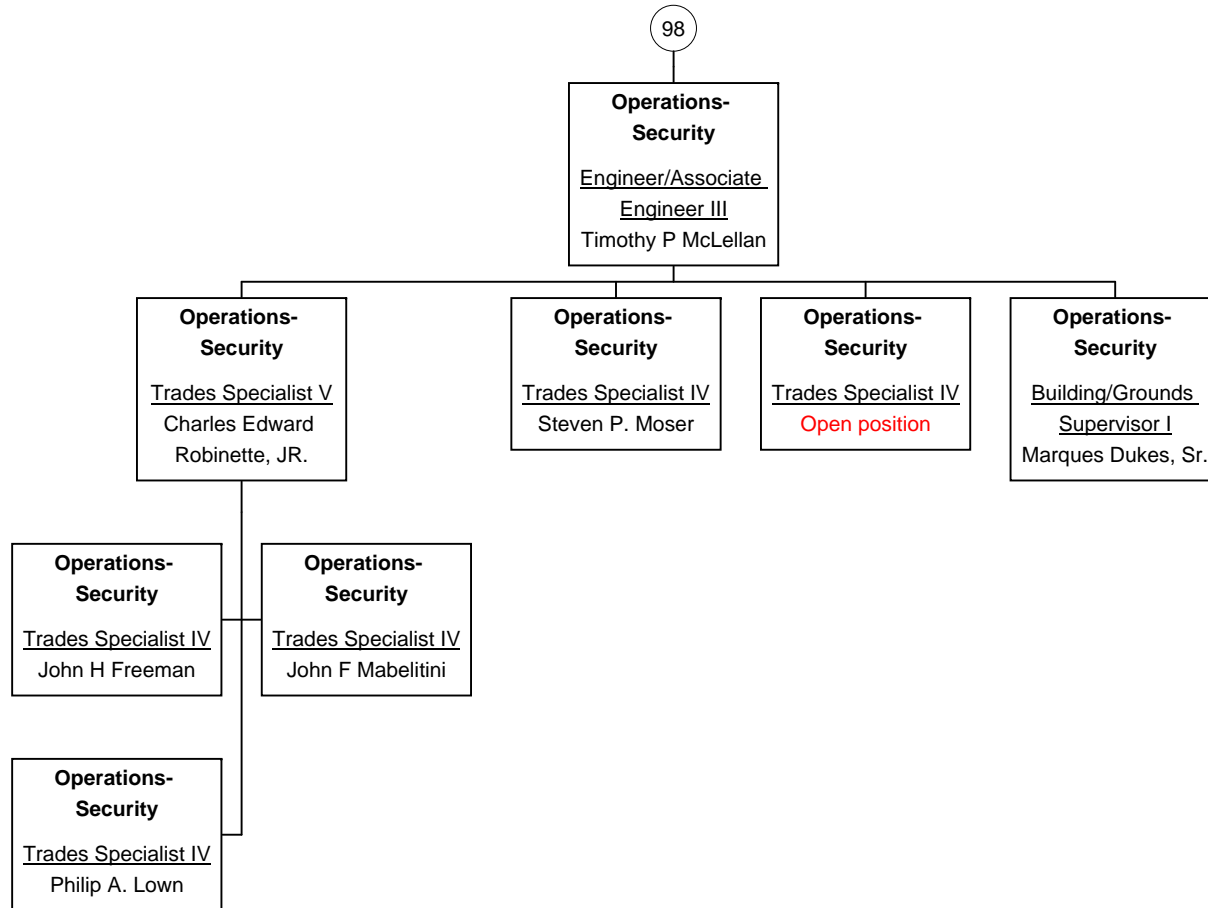 98
Operations-
Security
Engineer/Associate
Engineer III
Timothy P McLellan
Operations-
Security
Trades Specialist V
Charles Edward
Robinette, JR.
Operations-
Security
Trades Specialist IV
Steven P. Moser
Operations-
Security
Trades Specialist IV
Open position
Operations-
Security
Building/Grounds
Supervisor I
Marques Dukes, Sr.
Operations-
Security
Trades Specialist IV
John H Freeman
Operations-
Security
Trades Specialist IV
John F Mabelitini
Operations-
Security
Trades Specialist IV
Philip A. Lown